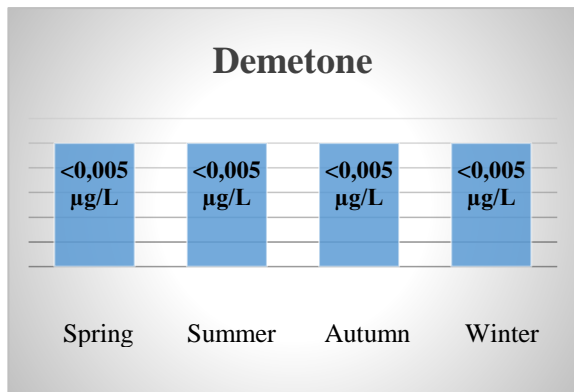 Demetone
<0,005 <0,005 <0,005 <0,005
µg/L µg/L µg/L µg/L
Spring Summer Autumn Winter